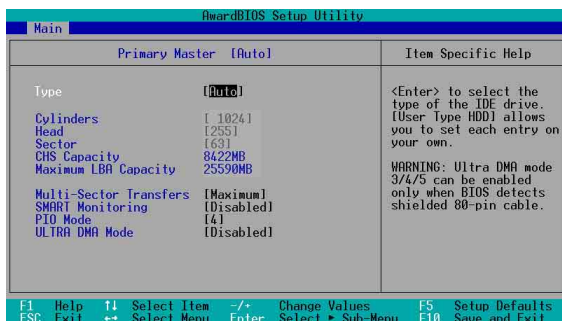 AwardBIOS Setup Utility
Main
Primary Master [Auto]
Item Specific Help
Type [Auto]
Cylinders [ 1024]
Head [255]
Sector [63]
CHS Capacity 8422MB
Maximum LBA Capacity 25590MB
Multi-Sector Transfers [Maximum]
SMART Monitoring [Disabled]
PIO Mode [4]
ULTRA DMA Mode [Disabled]
<Enter> to select the
type of the IDE drive.
[User Type HDD] allows
you to set each entry on
your own.
WARNING: Ultra DMA mode
3/4/5 can be enabled
only when BIOS detects
shielded 80-pin cable.
F1 Help ↑↓ Select Item -/+ Change Values F5 Setup Defaults
ESC Exit ←→ Select Menu Enter Select ► Sub-Menu F10 Save and Exit